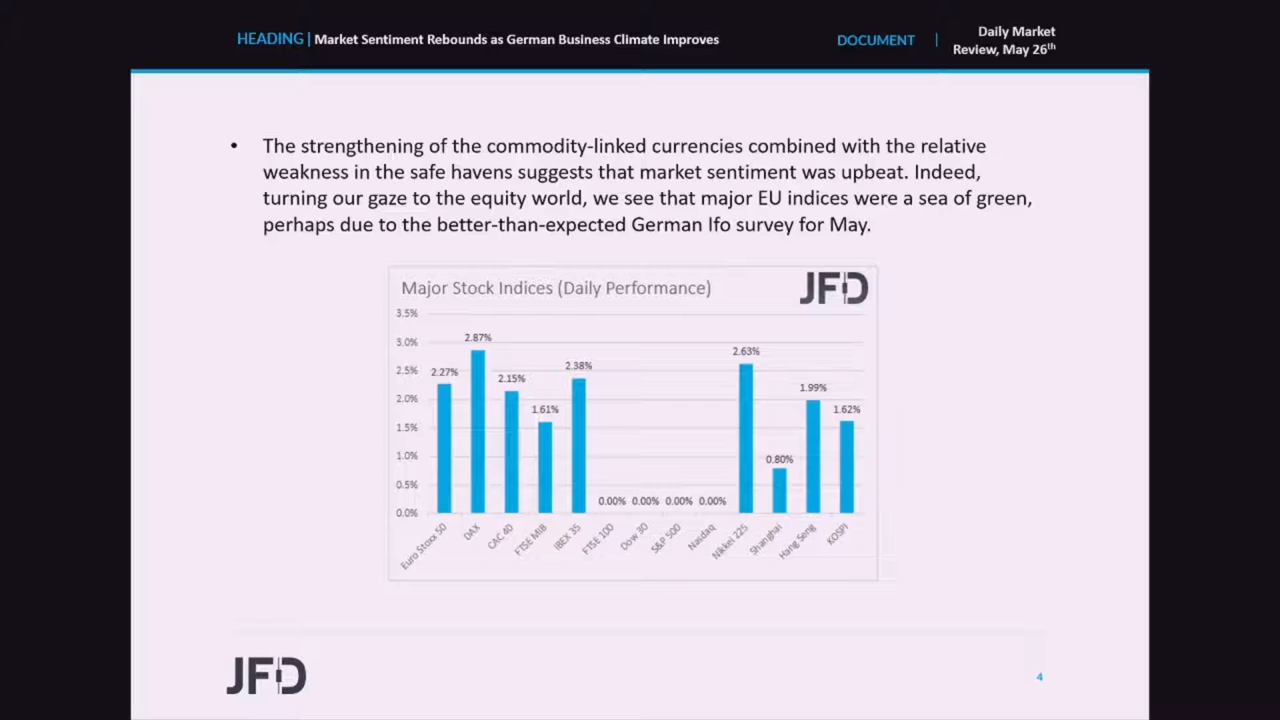 HEADING | Market Sentiment Rebounds as German Business Climate Improves
DOCUMENT | Daily Market
Review, May 26th
• The strengthening of the commodity-linked currencies combined with the relative
weakness in the safe havens suggests that market sentiment was upbeat. Indeed,
turning our gaze to the equity world, we see that major EU indices were a sea of green,
perhaps due to the better-than-expected German Ifo survey for May.
Major Stock Indices (Daily Performance)
JFD
3.5%
3.0%
2.5%
2.0%
1.5%
1.0%
0.5%
0.0%
2.27%
2.87%
2.15%
1.61%
2.38%
0.00%
0.00%
0.00%
0.00%
2.63%
0.80%
1.99%
1.62%
Euro Stoxx 50
DAX
CAC 40
FTSE MIB
IBEX 35
FTSE 100
Dow 30
S&P 500
Nasdaq
Nikkei 225
Shanghai
Hang Seng
KOSPI
JFD
4